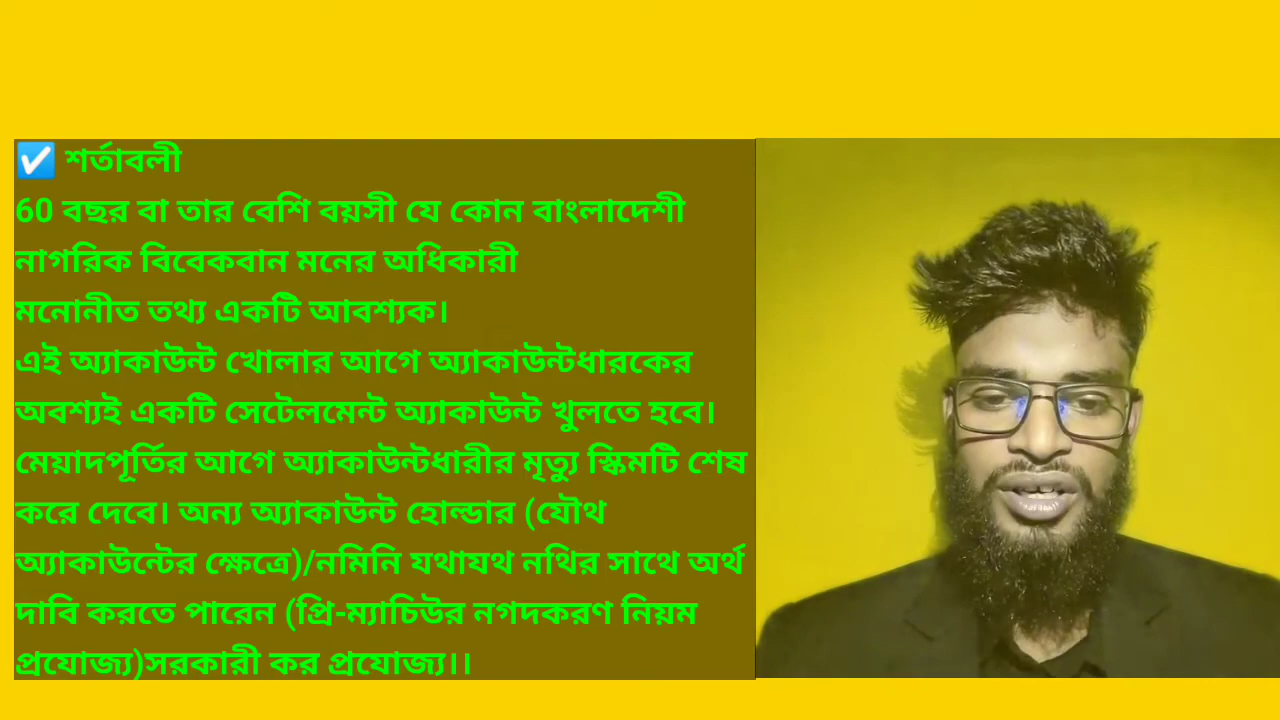 ✅ শর্তাবলী
60 বছর বা তার বেশি বয়সী যে কোন বাংলাদেশী
নাগরিক বিবেকবান মনের অধিকারী
মনোনীত তথ্য একটি আবশ্যক।
এই অ্যাকাউন্ট খোলার আগে অ্যাকাউন্টধারকের
অবশ্যই একটি সেটেলমেন্ট অ্যাকাউন্ট খুলতে হবে।
মেয়াদপূর্তির আগে অ্যাকাউন্টধারীর মৃত্যু স্কিমটি শেষ
করে দেবে। অন্য অ্যাকাউন্ট হোল্ডার (যৌথ
অ্যাকাউন্টের ক্ষেত্রে)/নমিনি যথাযথ নথির সাথে অর্থ
দাবি করতে পারেন (প্রি-ম্যাচিউর নগদকরণ নিয়ম
প্রযোজ্য)সরকারী কর প্রযোজ্য।।